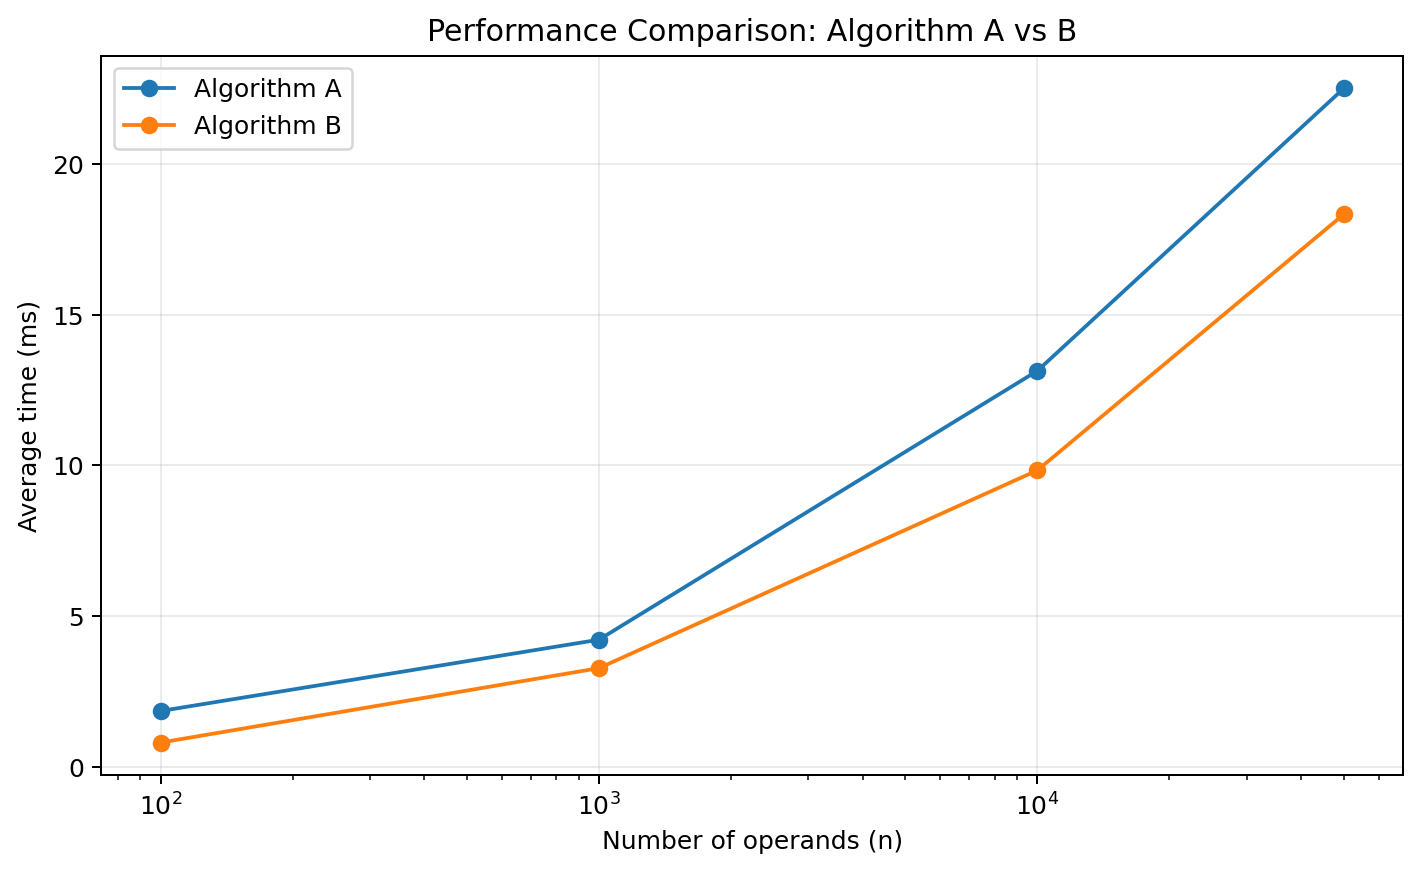 Performance Comparison: Algorithm A vs B
Algorithm A
Algorithm B
20
15
10
5
0
Average time (ms)
10²
10³
10⁴
Number of operands (n)